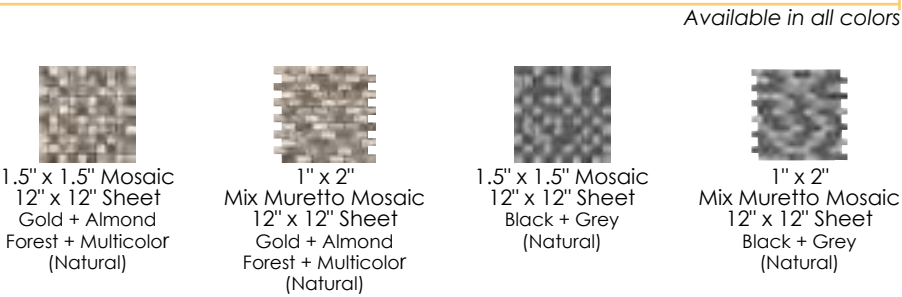 Available in all colors
1.5" x 1.5" Mosaic
12" x 12" Sheet
Gold + Almond
Forest + Multicolor
(Natural)
1" x 2"
Mix Muretto Mosaic
12" x 12" Sheet
Gold + Almond
Forest + Multicolor
(Natural)
1.5" x 1.5" Mosaic
12" x 12" Sheet
Black + Grey
(Natural)
1" x 2"
Mix Muretto Mosaic
12" x 12" Sheet
Black + Grey
(Natural)